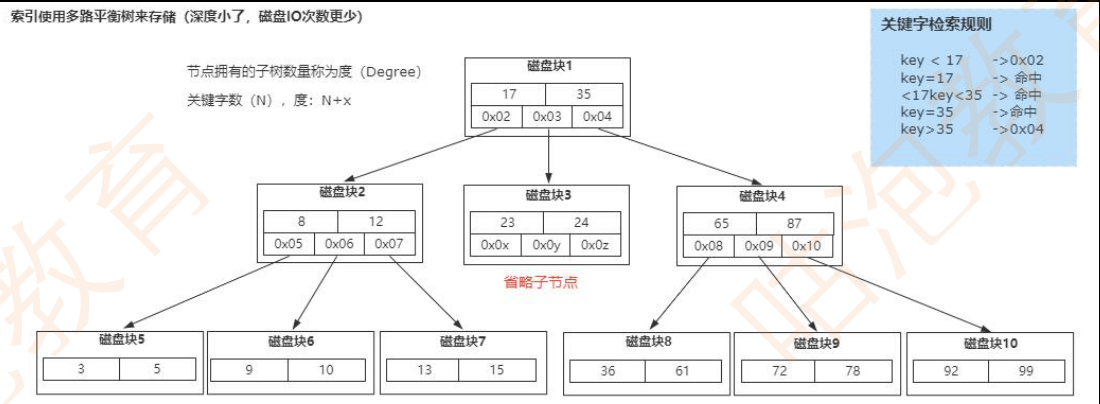 索引使用多路平衡树来存储（深度小了，磁盘IO次数更少）
关键字检索规则
key < 17 ->0x02
key=17 -> 命中
<17key<35 -> 命中
key=35 ->命中
key>35 ->0x04
节点拥有的子树数量称为度（Degree）
关键字数（N），度：N+x
磁盘块1
17 35
0x02 0x03 0x04
磁盘块2
8 12
0x05 0x06 0x07
磁盘块3
23 24
0x0x 0x0y 0x0z
省略子节点
磁盘块4
65 87
0x08 0x09 0x10
磁盘块5
3 5
磁盘块6
9 10
磁盘块7
13 15
磁盘块8
36 61
磁盘块9
72 78
磁盘块10
92 99
教育
咕泡教